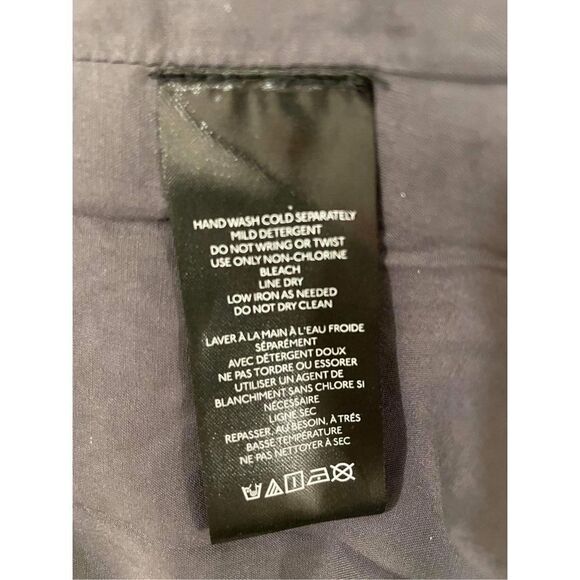 HAND WASH COLD SEPARATELY
MILD DETERGENT
DO NOT WRING OR TWIST
USE ONLY NON-CHLORINE
BLEACH
LINE DRY
LOW IRON AS NEEDED
DO NOT DRY CLEAN
LAVER À LA MAIN À L'EAU FROIDE
SÉPARÉMENT
AVEC DÉTERGENT DOUX
NE PAS TORDRE OU ESSORER
UTILISER UN AGENT DE
BLANCHIMENT SANS CHLORE SI
NÉCESSAIRE
LIGNE SEC
REPASSER, AU BESOIN, À TRÉS
BASSE TEMPÉRATURE
NE PAS NETTOYER À SEC